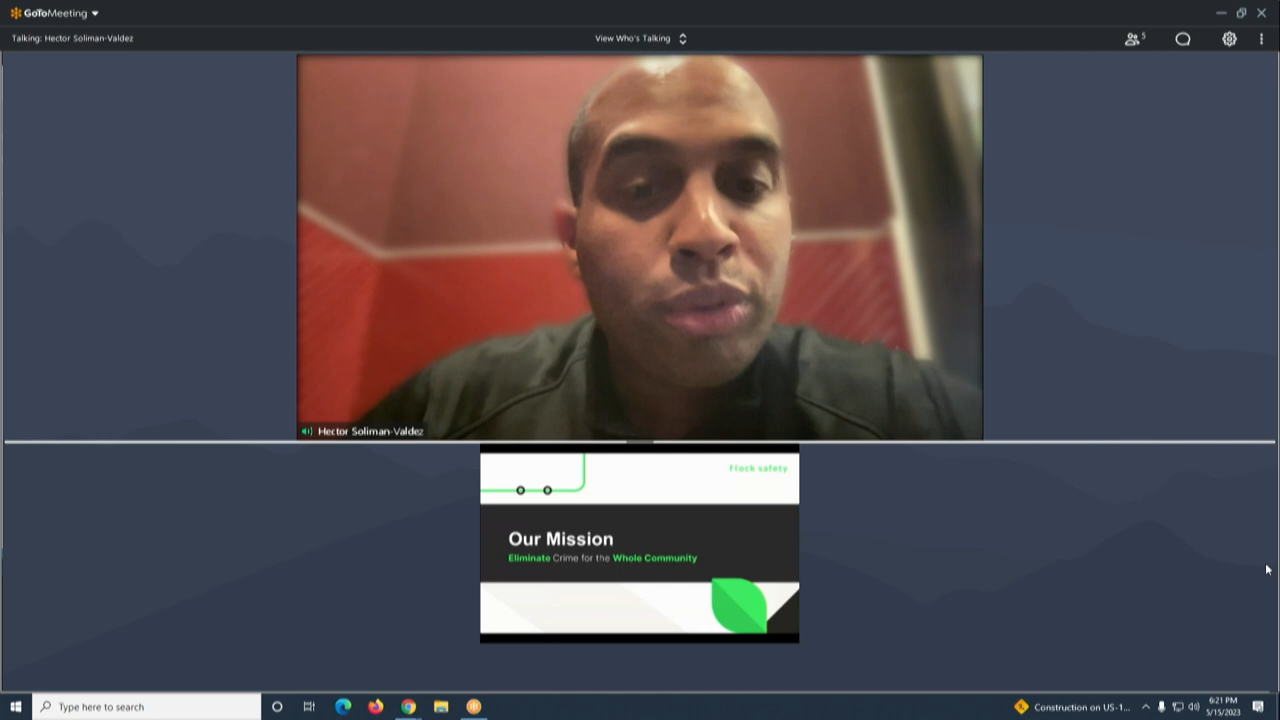 GoToMeeting
Talking: Hector Soliman-Valdez
View Who's Talking
5
Hector Soliman-Valdez
flock safety
Our Mission
Eliminate Crime for the Whole Community
Type here to search
Construction on US-1...
6:21 PM
5/15/2023